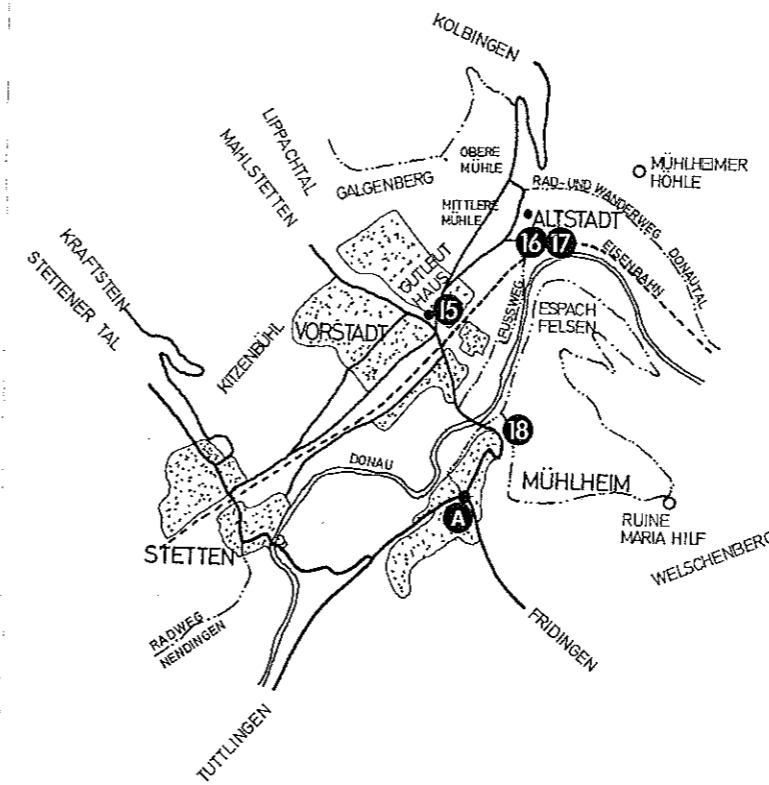 KOLBINGEN
LIPPACHTAL
MAHLSTETTEN
OBERE
MÜHLE
GALGENBERG
MÜHLHEIMER
HÖHLE
RAD- UND WANDERWEG DONAUTAL
MITTLERE
MÜHLE
ALTSTADT
16 17
EISENBAHN
KRAFTSTEIN
STETTENER TAL
GUTLEUT
HAUS
15
LEUSSWEG
ESPACH
FELSEN
VORSTADT
KITZENBÜHL
18
DONAU
MÜHLHEIM
A
RUINE
MARIA HILF
STETTEN
WELSCHENBERG
RADWEG
NENDINGEN
FRIDINGEN
TUTTLINGEN